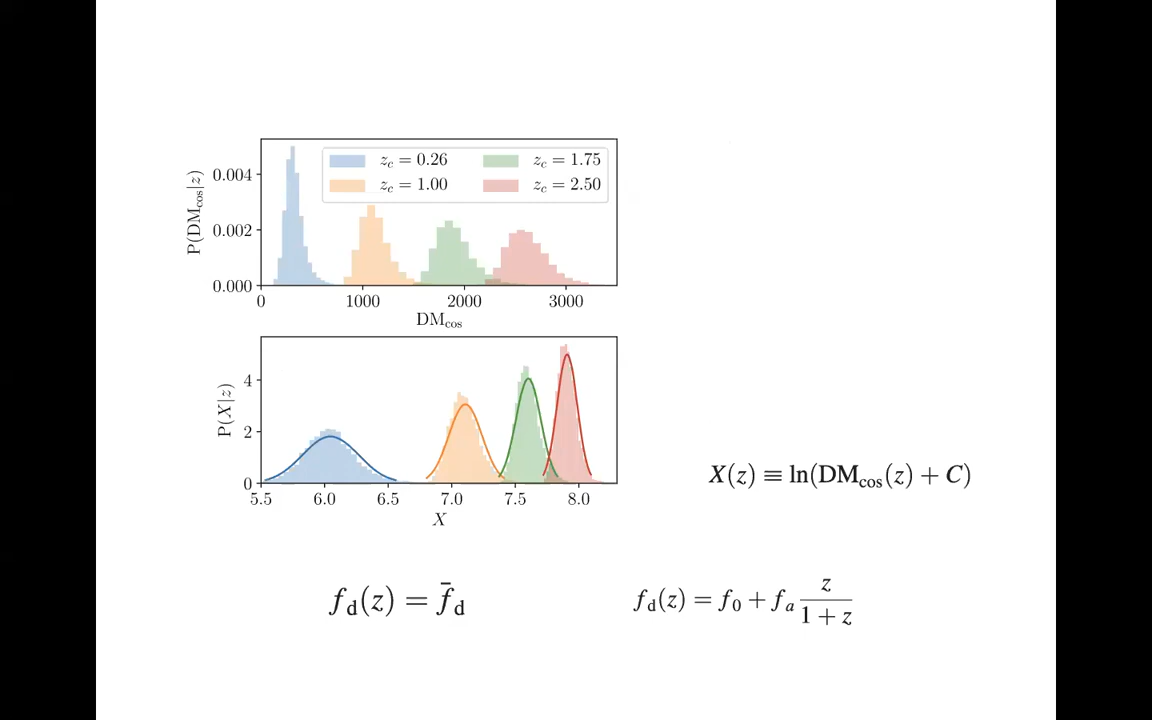 z_c = 0.26 z_c = 1.75
z_c = 1.00 z_c = 2.50
P(DM_cos|z)
0.004
0.002
0.000
0 1000 2000 3000
DM_cos
P(X|z)
4
2
0
5.5 6.0 6.5 7.0 7.5 8.0
X
X(z) ≡ ln(DM_cos(z) + C)
f_d(z) = f̄_d
f_d(z) = f_0 + f_a z/(1 + z)